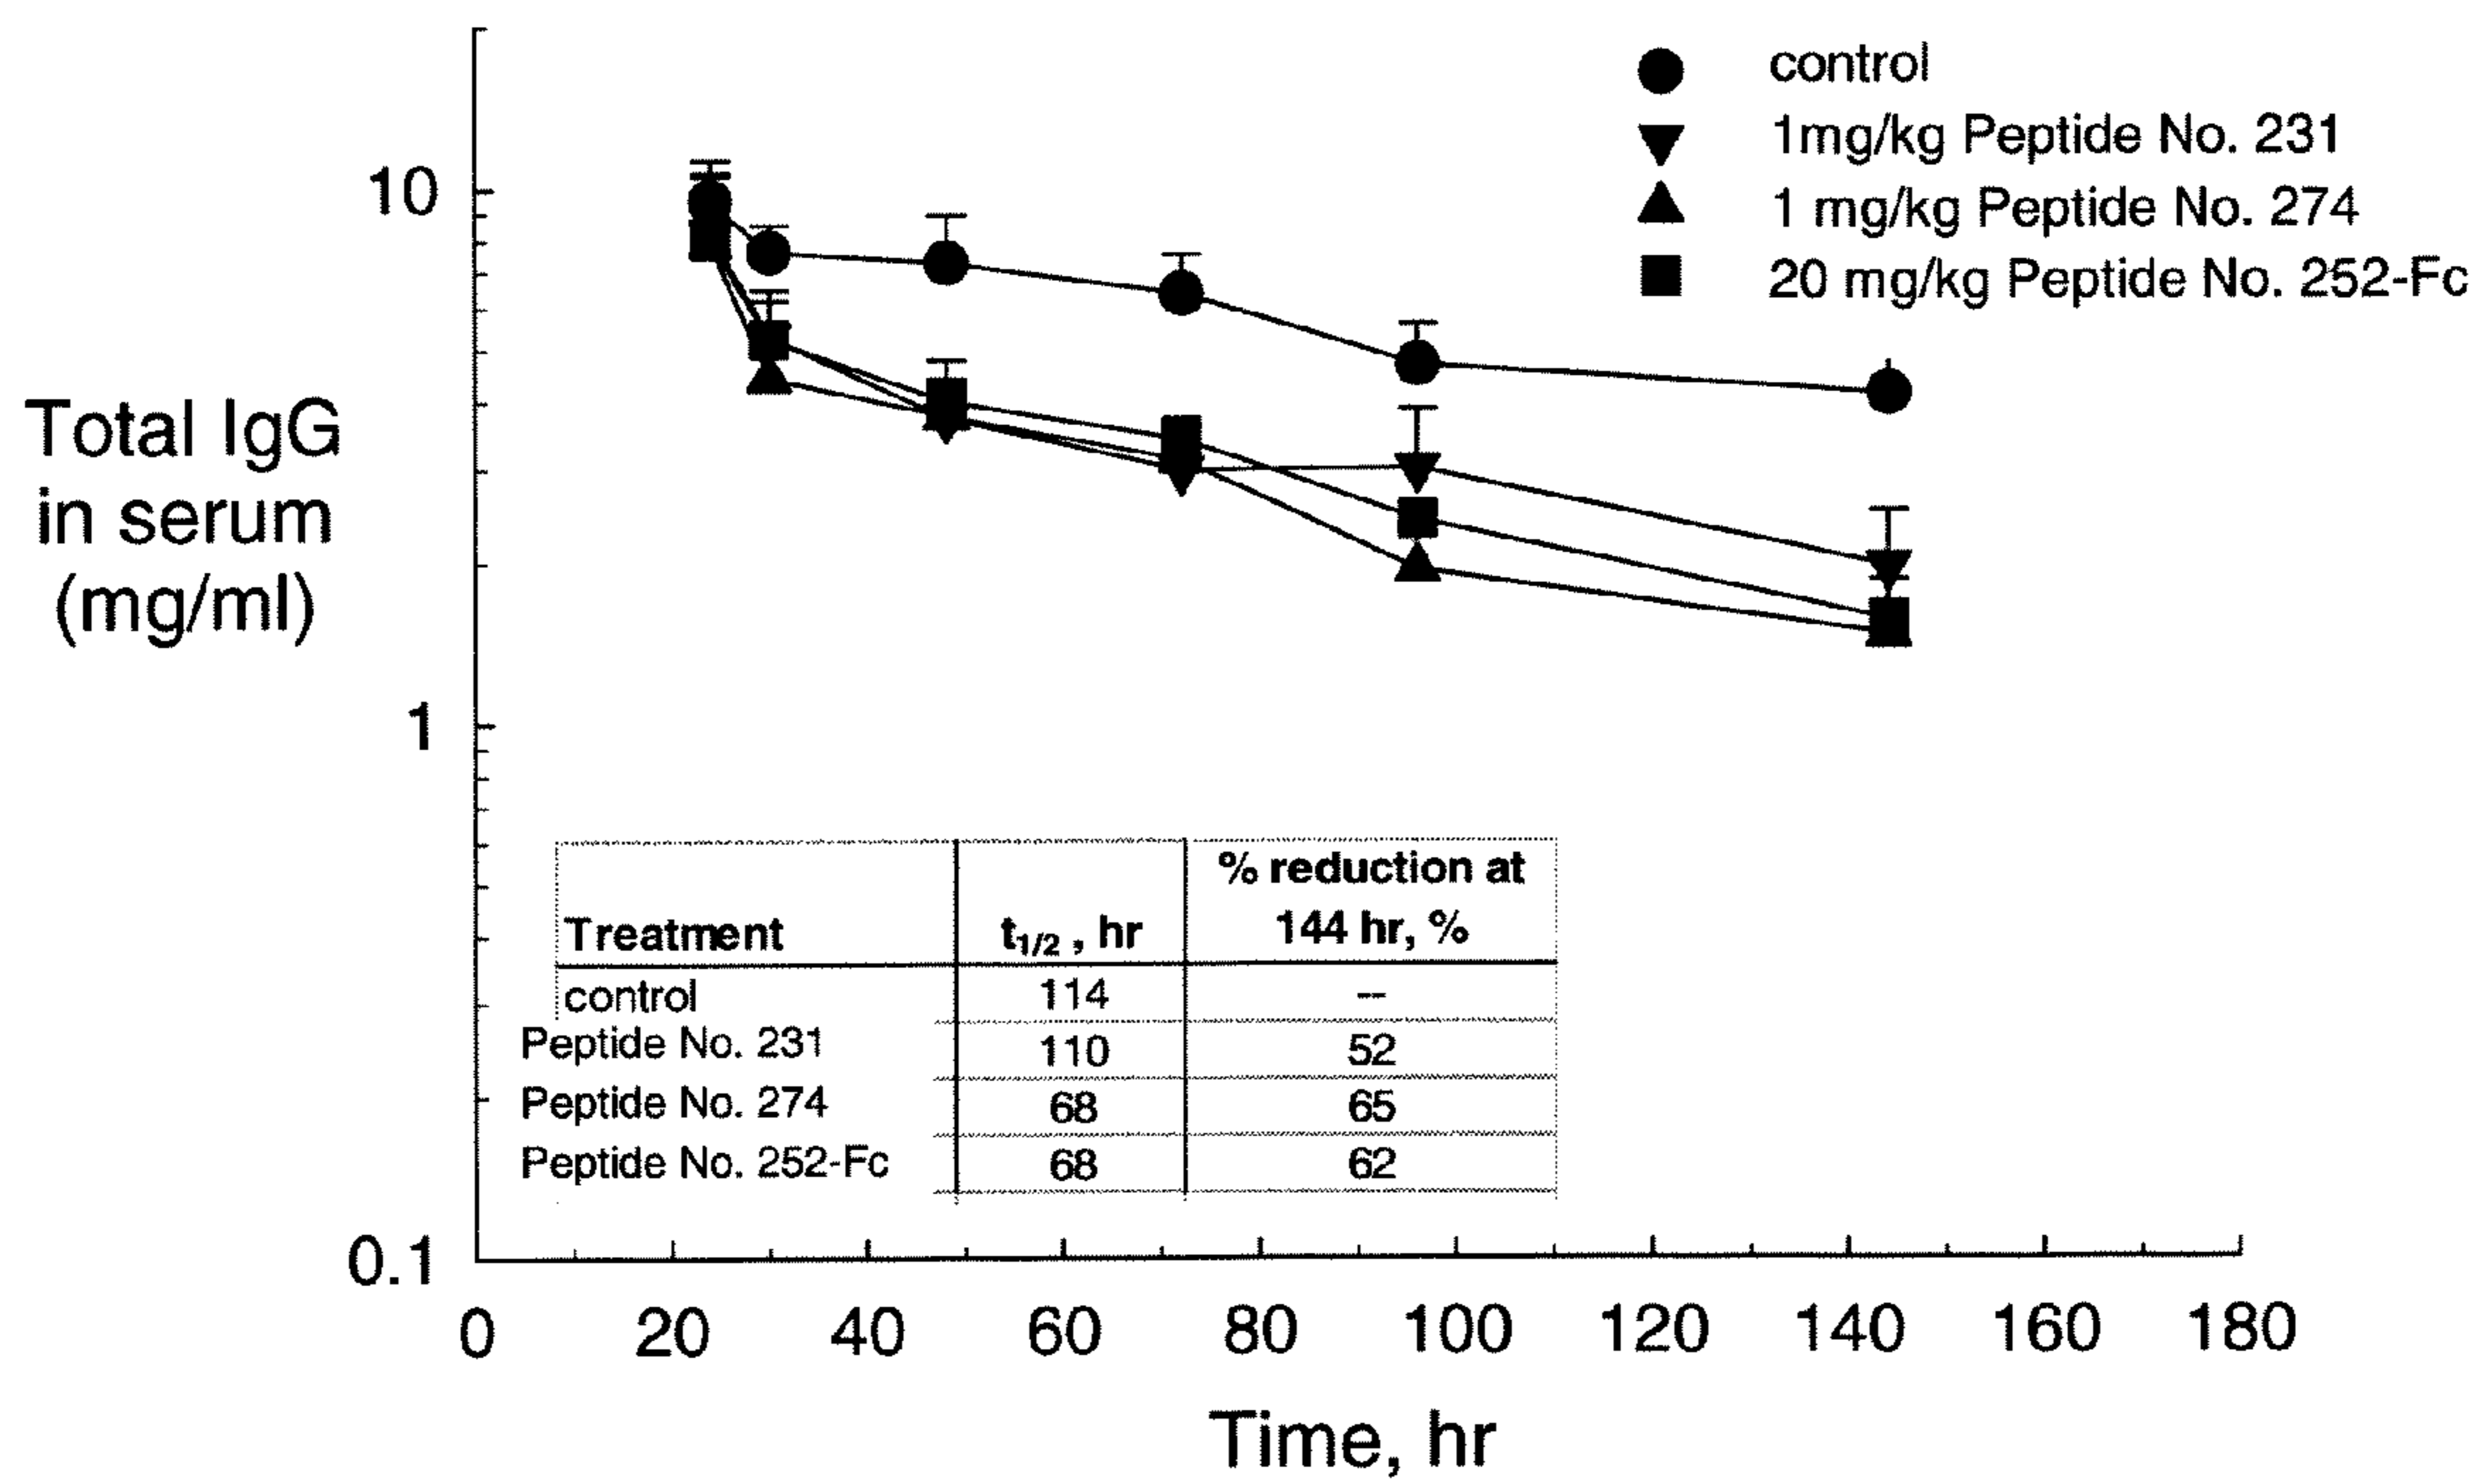 control
1mg/kg Peptide No. 231
1 mg/kg Peptide No. 274
20 mg/kg Peptide No. 252-Fc
10
1
0.1
Total IgG
in serum
(mg/ml)
% reduction at
Treatment t1/2 , hr 144 hr, %
control 114 --
Peptide No. 231 110 52
Peptide No. 274 68 65
Peptide No. 252-Fc 68 62
0 20 40 60 80 100 120 140 160 180
Time, hr